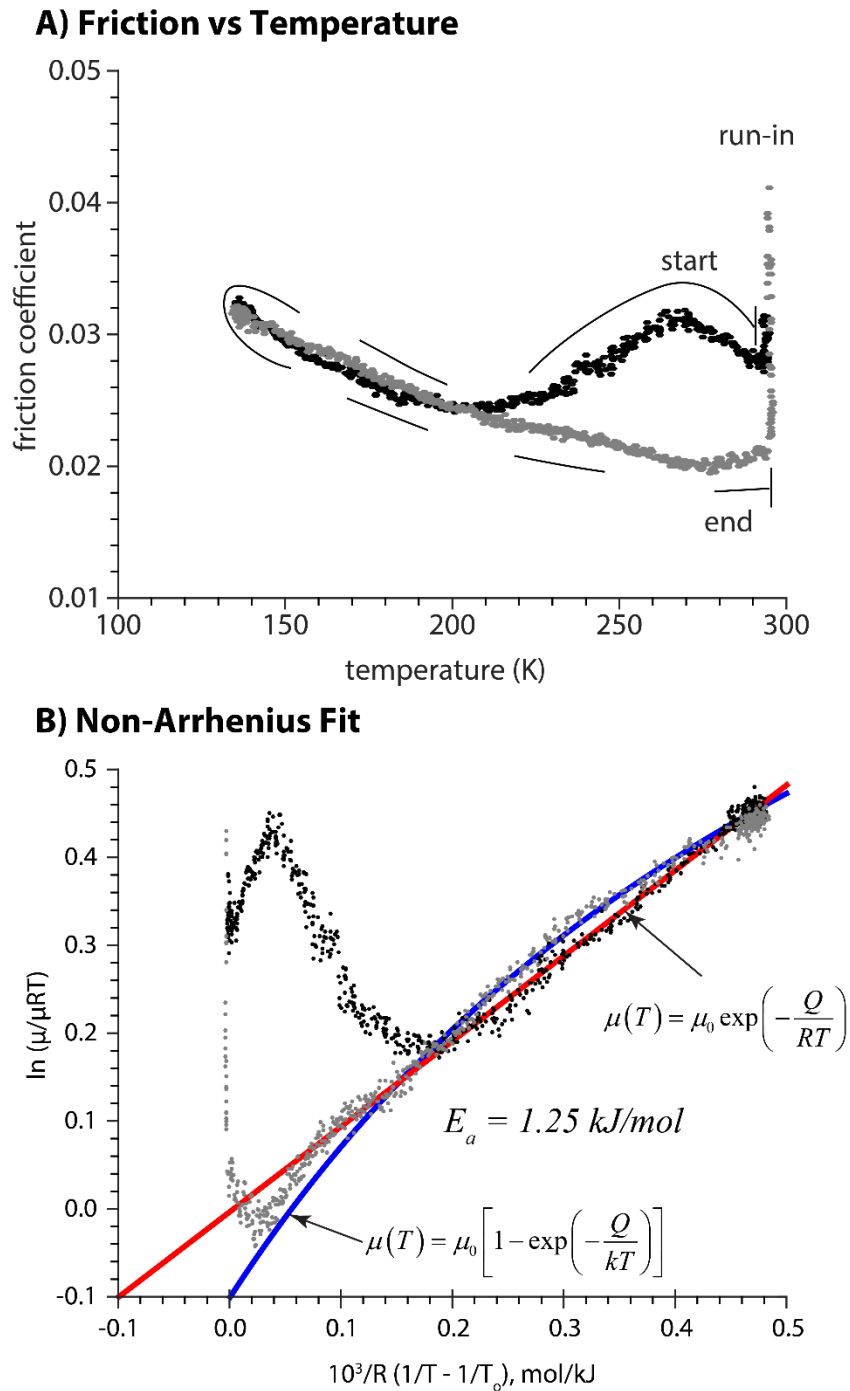 A) Friction vs Temperature
0.05
0.04
0.03
0.02
0.01
friction coefficient
run-in
start
end
100 150 200 250 300
temperature (K)
B) Non-Arrhenius Fit
0.5
0.4
0.3
0.2
0.1
0.0
-0.1
ln (μ/μRT)
μ(T) = μ₀ exp(-Q/RT)
Eₐ = 1.25 kJ/mol
μ(T) = μ₀[1-exp(-Q/kT)]
-0.1 0.0 0.1 0.2 0.3 0.4 0.5
10³/R (1/T - 1/Tₒ), mol/kJ